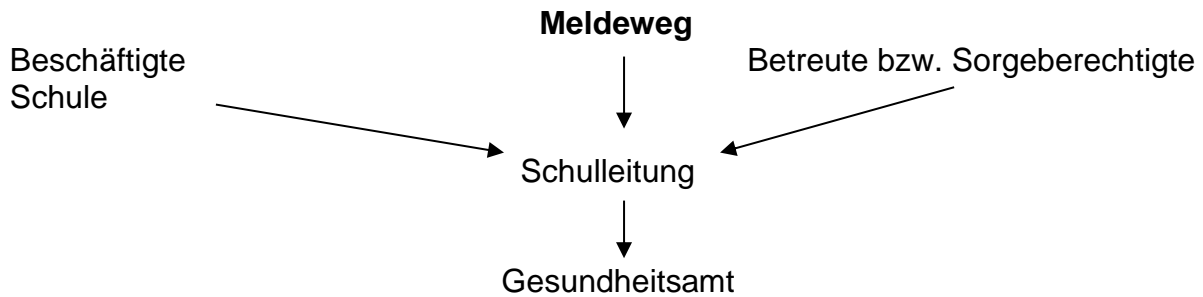 Meldeweg
Beschäftigte
Schule
Betreute bzw. Sorgeberechtigte
Schulleitung
Gesundheitsamt